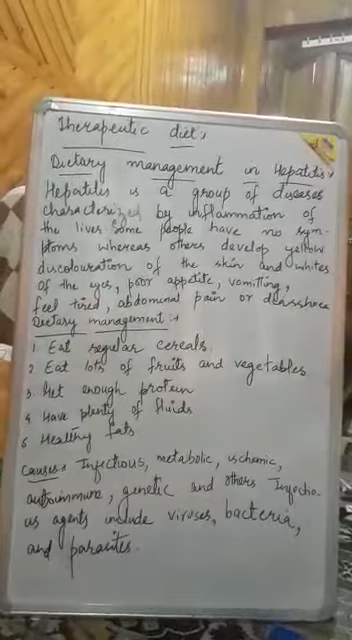 Therapeutic diet,
Dietary management in Hepatitis,
Hepatitis is a group of diseases
characterized by inflammation of
the liver some people have no sym-
ptoms whereas others develop yellow
discolouration of the skin and whites
of the eyes, poor appetite, vomitting,
feel tired, abdominal pain or diarrhoea
Dietary management :-
1. Eat regular cereals.
2 Eat lots of fruits and vegetables
3. Get enough protein
4. Have plenty of fluids
5 Healthy fats
Causes: Infectious, metabolic, ischemic,
autoimmune, genetic and others Infectio-
us agents include viruses, bacteria,
and parasites.